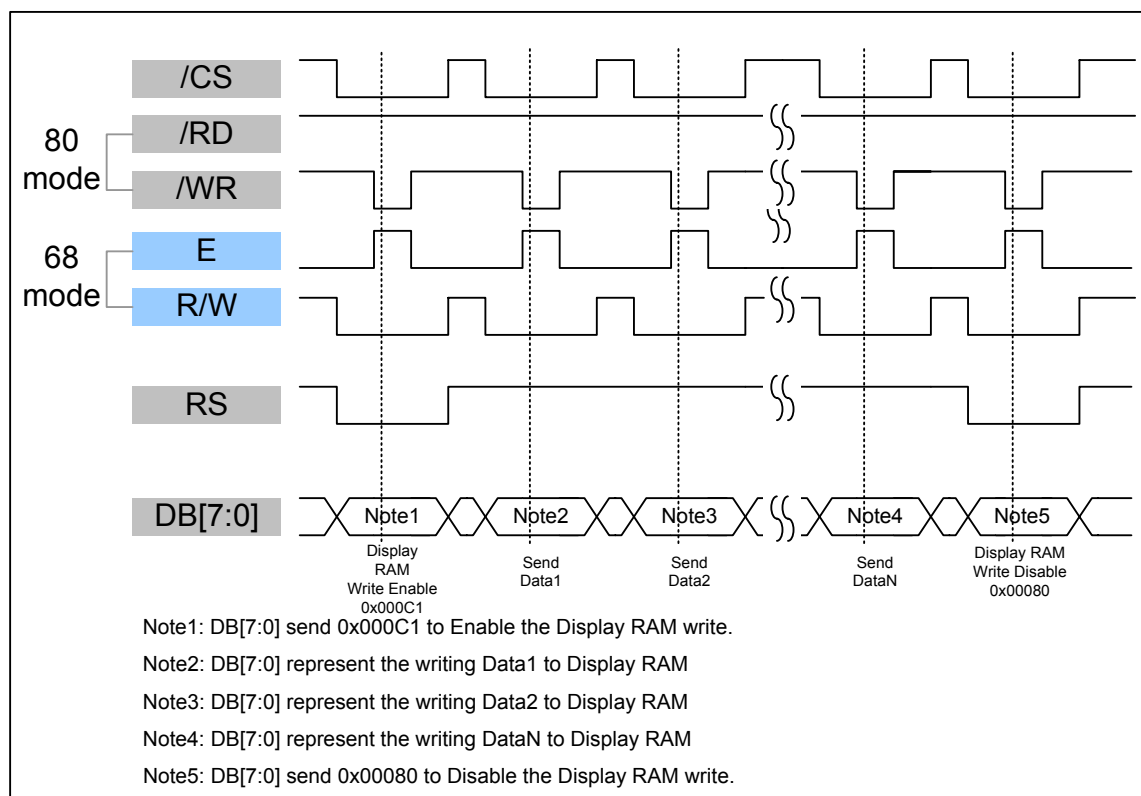 /CS
80
mode
/RD
/WR
68
mode
E
R/W
RS
DB[7:0]
Note1
Note2
Note3
Note4
Note5
Display
RAM
Write Enable
0x000C1
Send
Data1
Send
Data2
Send
DataN
Display RAM
Write Disable
0x00080
Note1: DB[7:0] send 0x000C1 to Enable the Display RAM write.
Note2: DB[7:0] represent the writing Data1 to Display RAM
Note3: DB[7:0] represent the writing Data2 to Display RAM
Note4: DB[7:0] represent the writing DataN to Display RAM
Note5: DB[7:0] send 0x00080 to Disable the Display RAM write.